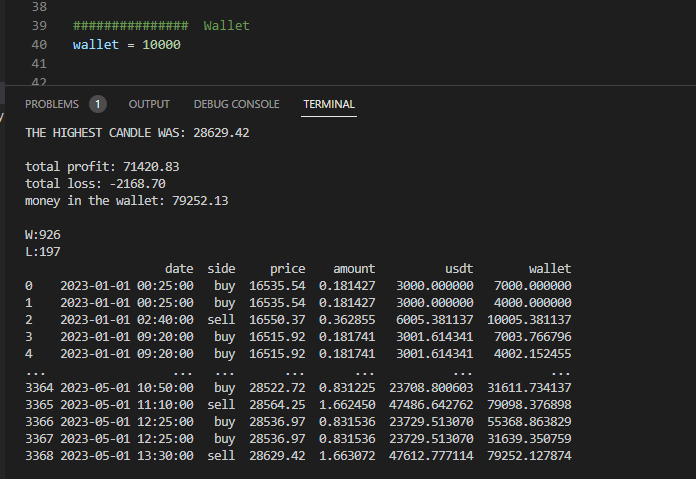 38
39 ############### Wallet
40 wallet = 10000
41
42
y
PROBLEMS 1 OUTPUT DEBUG CONSOLE TERMINAL
THE HIGHEST CANDLE WAS: 28629.42
total profit: 71420.83
total loss: -2168.70
money in the wallet: 79252.13
W:926
L:197
date side price amount usdt wallet
0 2023-01-01 00:25:00 buy 16535.54 0.181427 3000.000000 7000.000000
1 2023-01-01 00:25:00 buy 16535.54 0.181427 3000.000000 4000.000000
2 2023-01-01 02:40:00 sell 16550.37 0.362855 6005.381137 10005.381137
3 2023-01-01 09:20:00 buy 16515.92 0.181741 3001.614341 7003.766796
4 2023-01-01 09:20:00 buy 16515.92 0.181741 3001.614341 4002.152455
... ... ... ... ... ... ...
3364 2023-05-01 10:50:00 buy 28522.72 0.831225 23708.800603 31611.734137
3365 2023-05-01 11:10:00 sell 28564.25 1.662450 47486.642762 79098.376898
3366 2023-05-01 12:25:00 buy 28536.97 0.831536 23729.513070 55368.863829
3367 2023-05-01 12:25:00 buy 28536.97 0.831536 23729.513070 31639.350759
3368 2023-05-01 13:30:00 sell 28629.42 1.663072 47612.777114 79252.127874